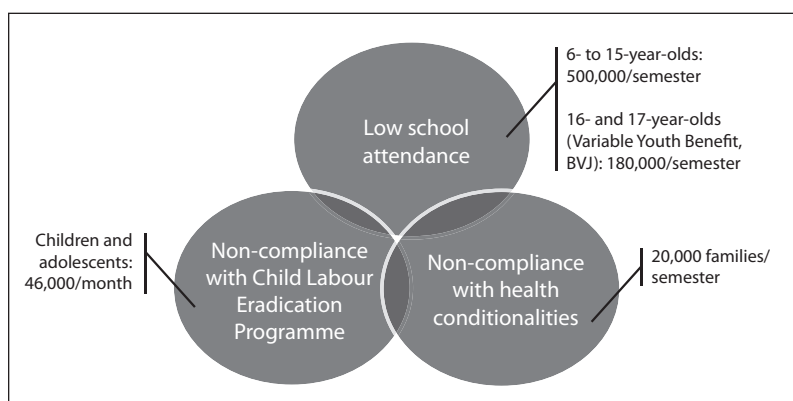 6- to 15-year-olds:
500,000/semester
16- and 17-year-olds
(Variable Youth Benefit,
BVJ): 180,000/semester
Low school
attendance
Children and
adolescents:
46,000/month
Non-compliance
with Child Labour
Eradication
Programme
Non-compliance
with health
conditionalities
20,000 families/
semester